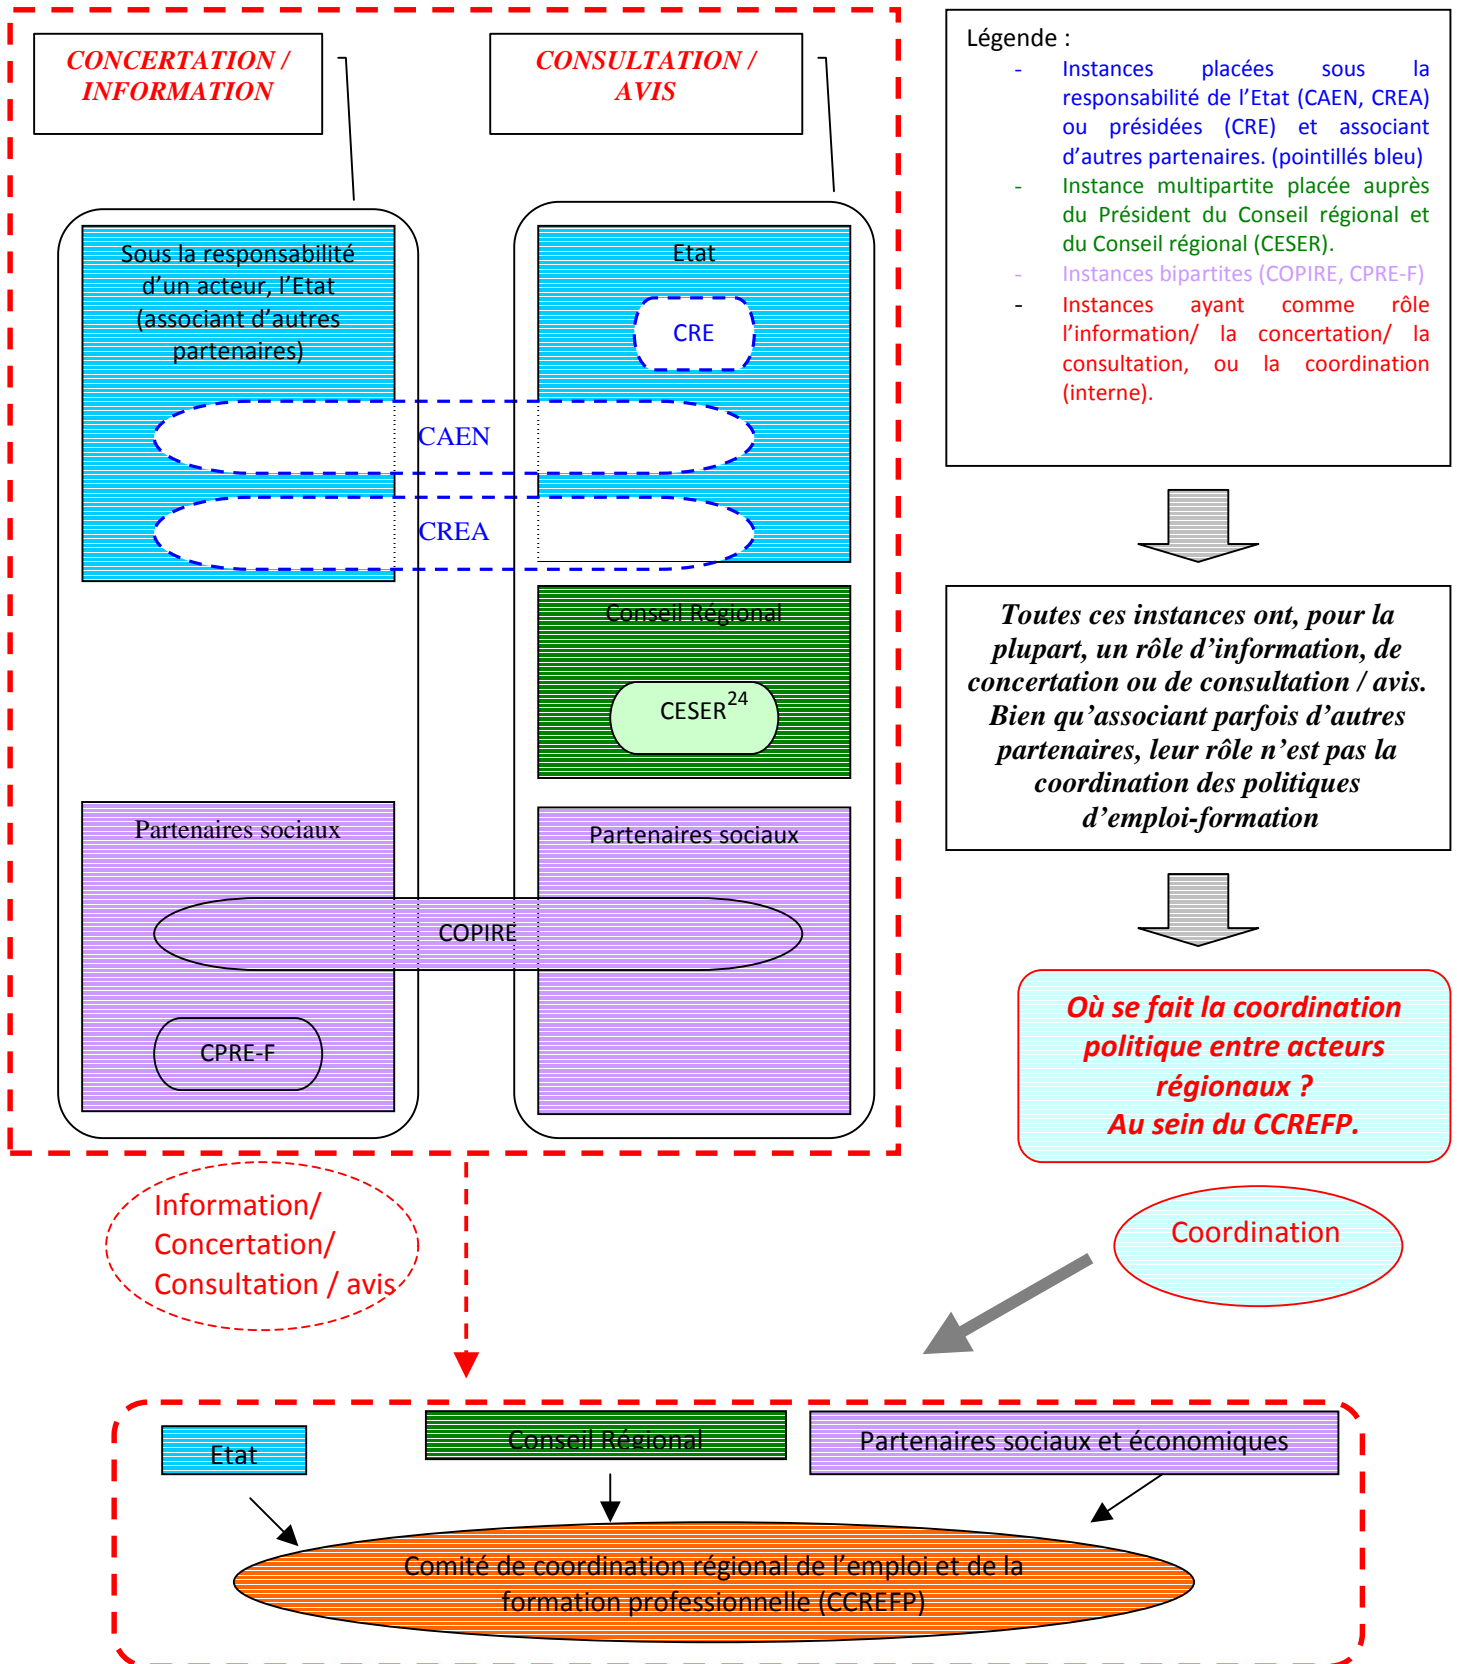 CONCERTATION /
INFORMATION
CONSULTATION /
AVIS
Sous la responsabilité
d’un acteur, l’Etat
(associant d’autres
partenaires)
Etat
CRE
CAEN
CREA
Conseil Régional
CESER24
Partenaires sociaux
Partenaires sociaux
COPIRE
CPRE-F
Légende :
- Instances placées sous la
responsabilité de l’Etat (CAEN, CREA)
ou présidées (CRE) et associant
d’autres partenaires. (pointillés bleu)
- Instance multipartite placée auprès
du Président du Conseil régional et
du Conseil régional (CESER).
- Instances bipartites (COPIRE, CPRE-F)
- Instances ayant comme rôle
l’information/ la concertation/ la
consultation, ou la coordination
(interne).
Toutes ces instances ont, pour la
plupart, un rôle d’information, de
concertation ou de consultation / avis.
Bien qu’associant parfois d’autres
partenaires, leur rôle n’est pas la
coordination des politiques
d’emploi-formation
Où se fait la coordination
politique entre acteurs
régionaux ?
Au sein du CCREFP.
Information/
Concertation/
Consultation / avis
Coordination
Etat
Conseil Régional
Partenaires sociaux et économiques
Comité de coordination régional de l’emploi et de la
formation professionnelle (CCREFP)